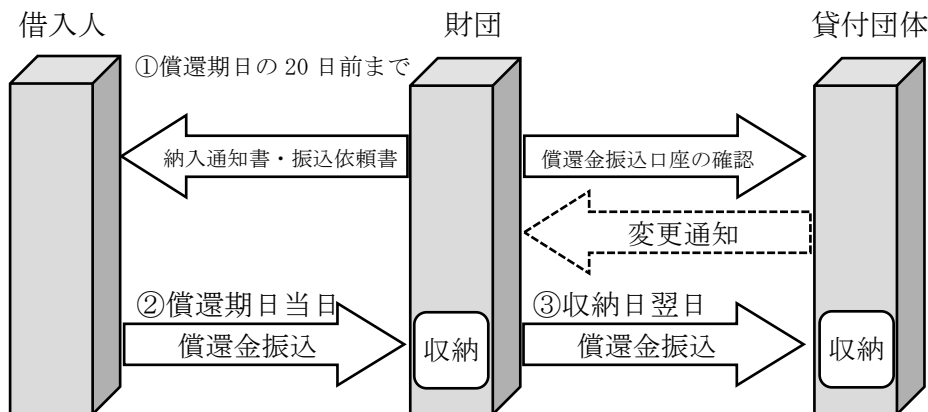 借入人
財団
貸付団体
①償還期日の 20 日前まで
納入通知書・振込依頼書
償還金振込口座の確認
変更通知
②償還期日当日
③収納日翌日
償還金振込
収納
償還金振込
収納